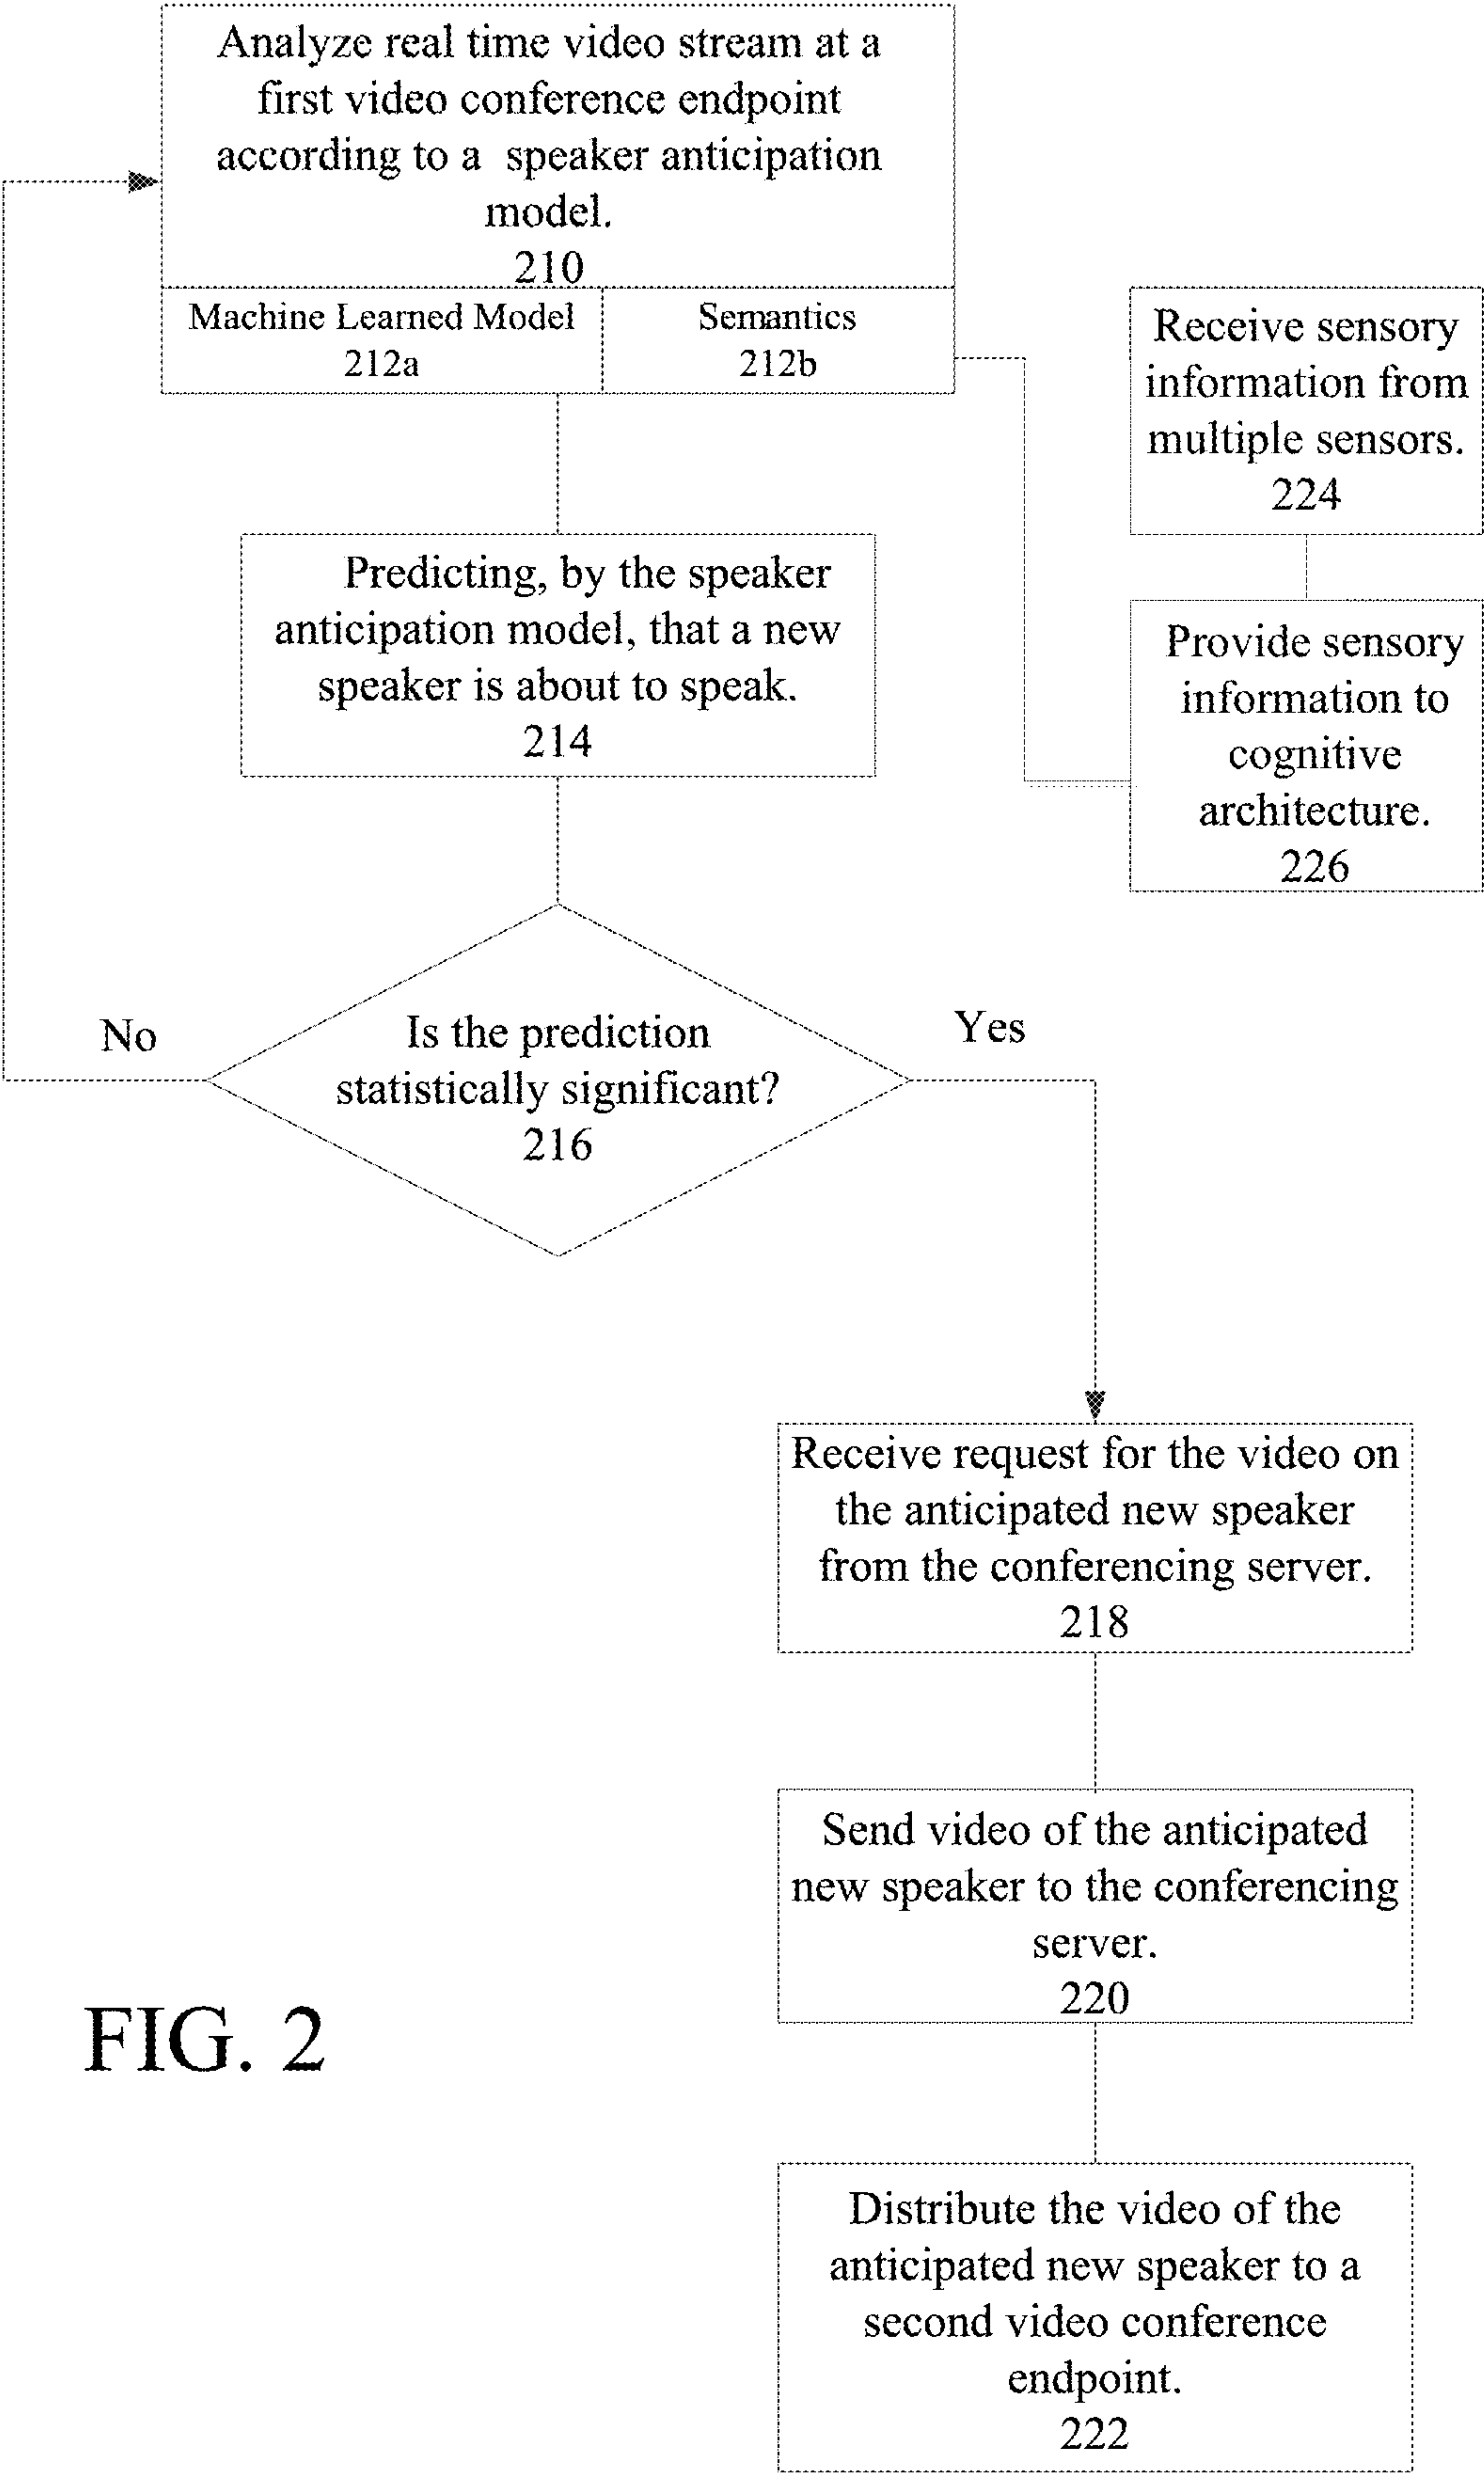 Analyze real time video stream at a
first video conference endpoint
according to a speaker anticipation
model.
210
Machine Learned Model
212a
Semantics
212b
Receive sensory
information from
multiple sensors.
224
Predicting, by the speaker
anticipation model, that a new
speaker is about to speak.
214
Provide sensory
information to
cognitive
architecture.
226
No
Is the prediction
statistically significant?
216
Yes
Receive request for the video on
the anticipated new speaker
from the conferencing server.
218
Send video of the anticipated
new speaker to the conferencing
server.
220
FIG. 2
Distribute the video of the
anticipated new speaker to a
second video conference
endpoint.
222